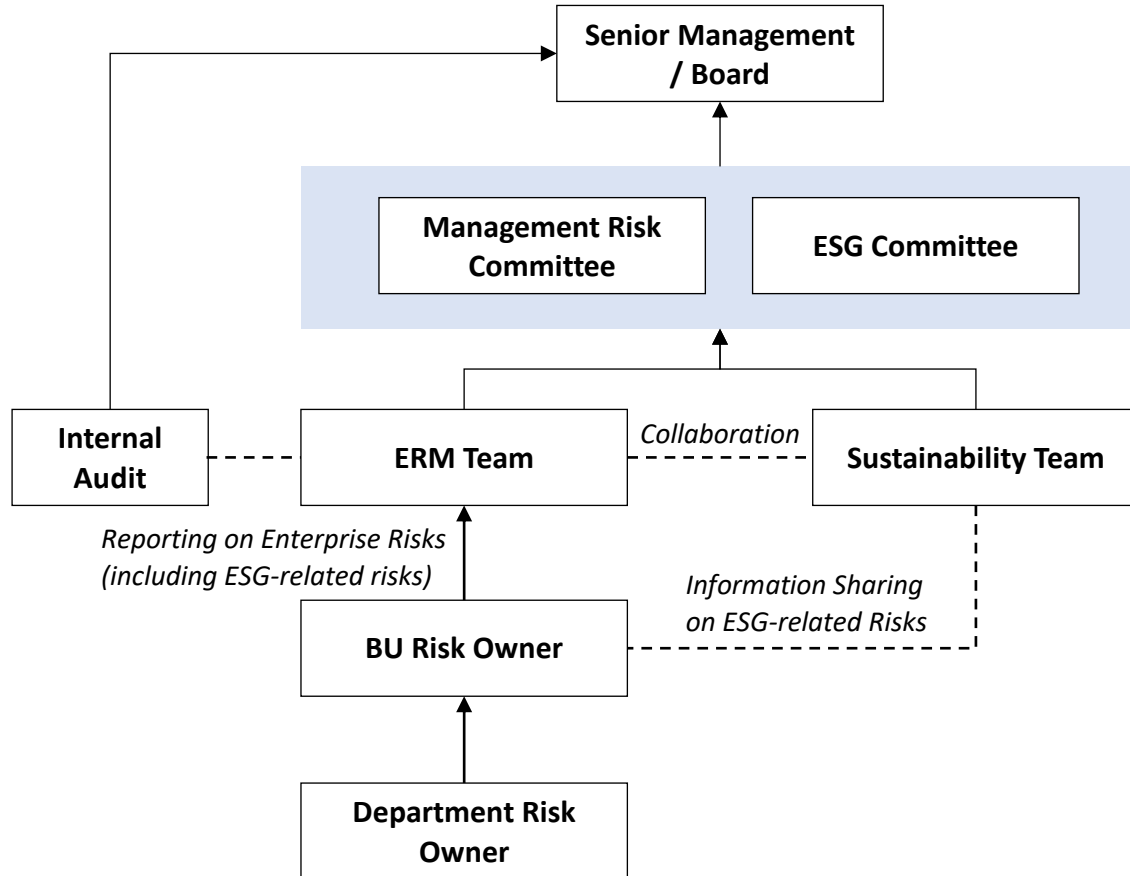 Senior Management
/ Board
Management Risk
Committee
ESG Committee
Internal
Audit
ERM Team
Collaboration
Sustainability Team
Reporting on Enterprise Risks
(including ESG-related risks)
Information Sharing
on ESG-related Risks
BU Risk Owner
Department Risk
Owner